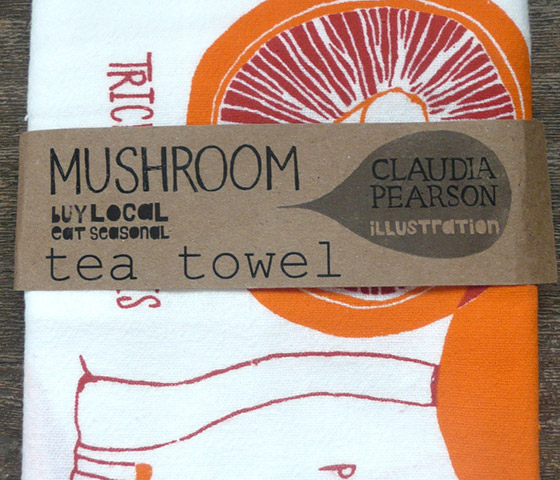 MUSHROOM
BUY LOCAL
eat seasonal
tea towel
CLAUDIA
PEARSON
ILLUSTRATION